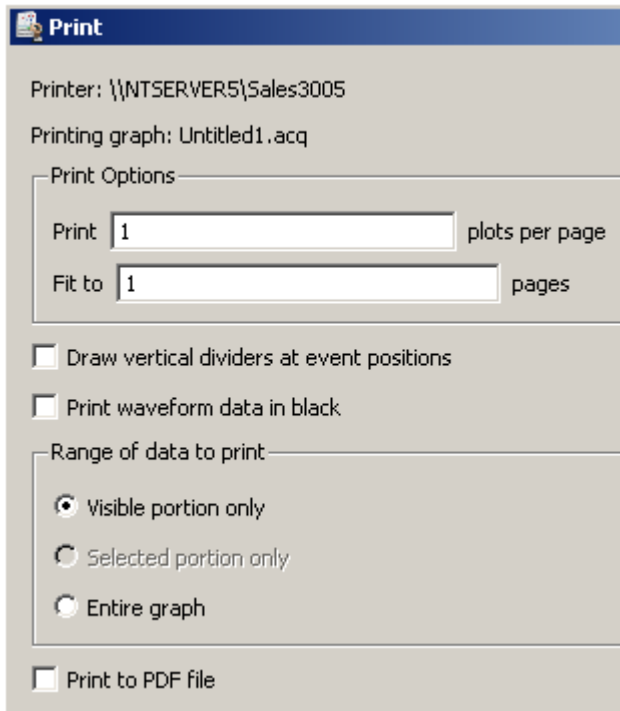 Print
Printer: \\NTSERVER5\Sales3005
Printing graph: Untitled1.acq
Print Options
Print 1 plots per page
Fit to 1 pages
Draw vertical dividers at event positions
Print waveform data in black
Range of data to print
Visible portion only
Selected portion only
Entire graph
Print to PDF file